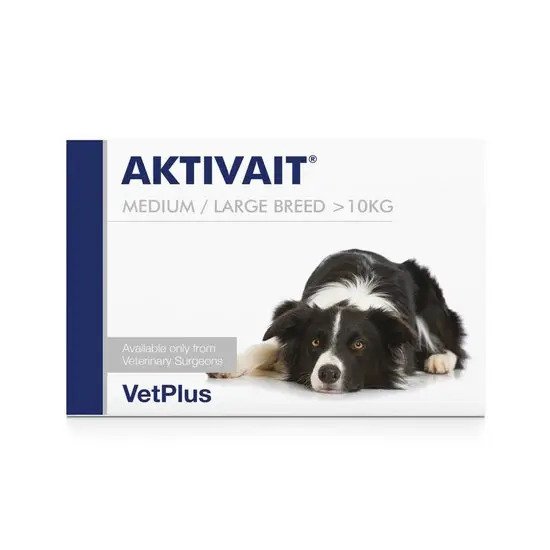 AKTIVAIT®
MEDIUM / LARGE BREED >10KG
Available only from
Veterinary Surgeons
VetPlus